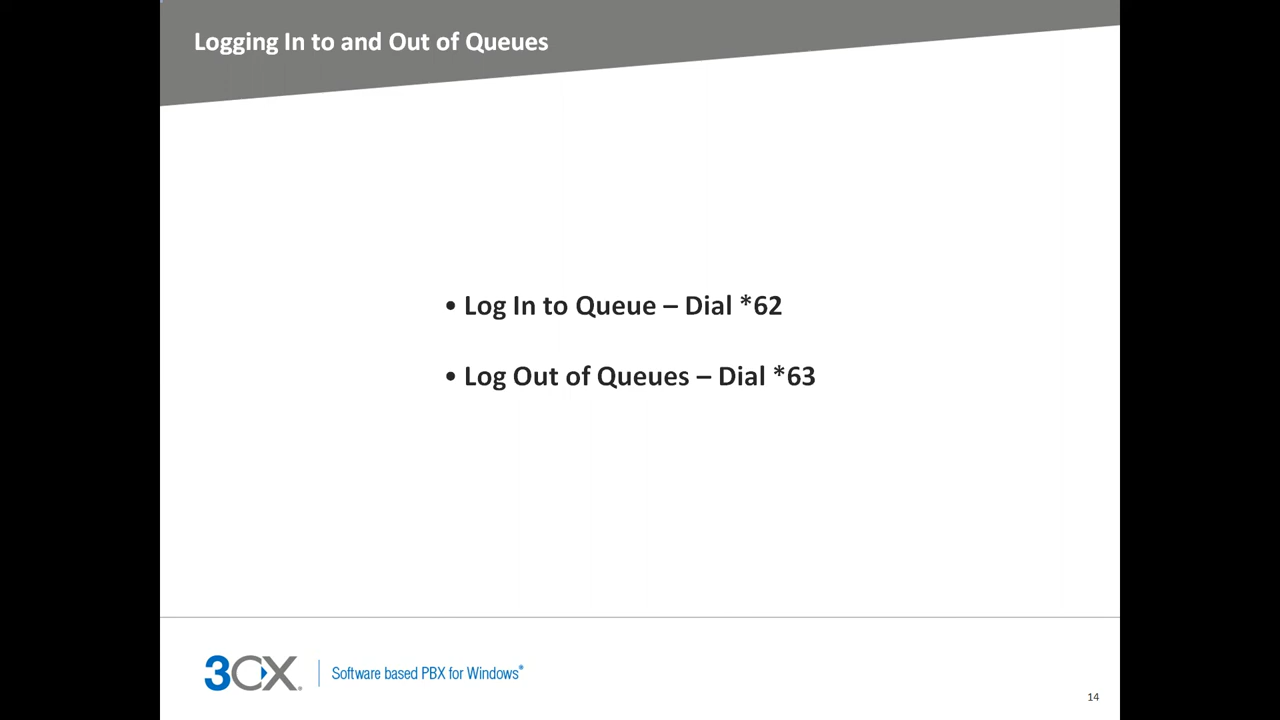 Logging In to and Out of Queues
• Log In to Queue – Dial *62
• Log Out of Queues – Dial *63
3CX® Software based PBX for Windows®
14